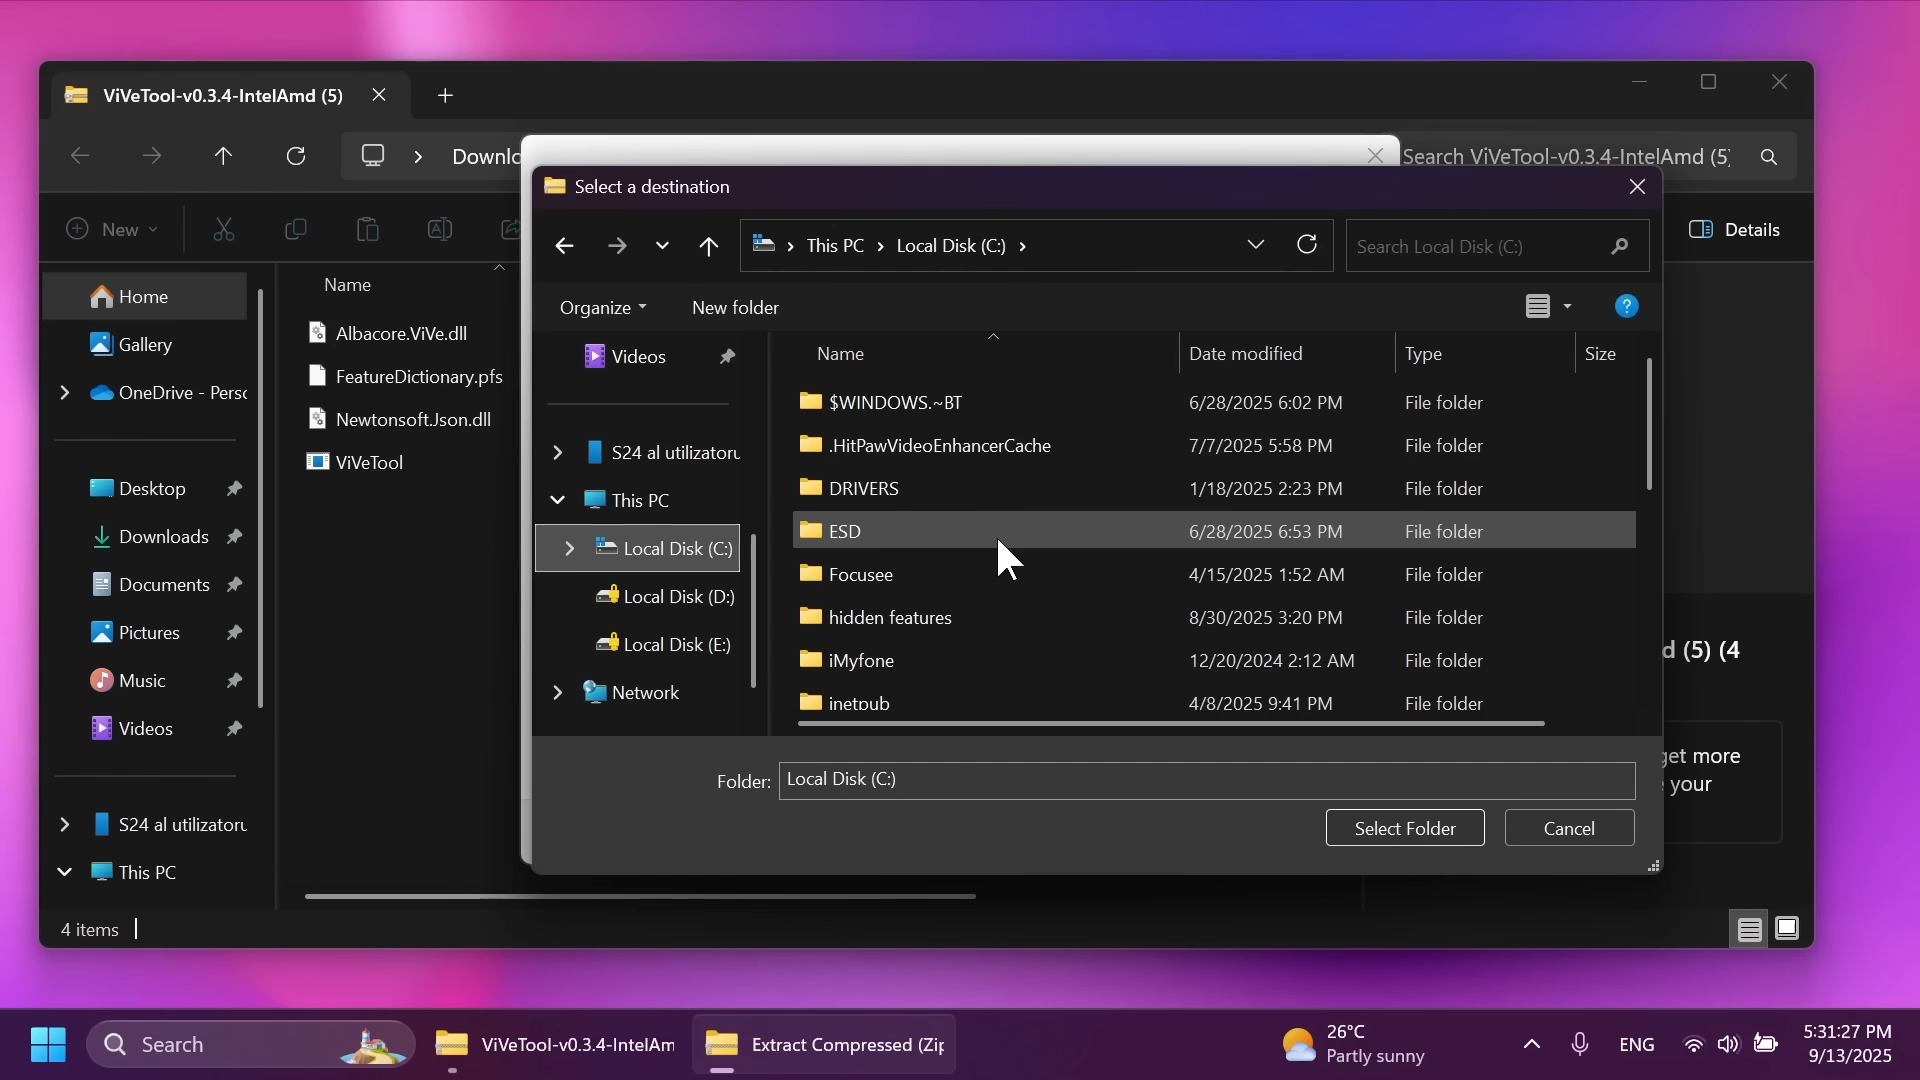 ViVeTool-v0.3.4-IntelAmd (5)
Downlo
Search ViVeTool-v0.3.4-IntelAmd (5)
New
Details
Home
Gallery
OneDrive - Perso
Desktop
Downloads
Documents
Pictures
Music
Videos
S24 al utilizatoru
This PC
Name
Albacore.ViVe.dll
FeatureDictionary.pfs
Newtonsoft.Json.dll
ViVeTool
Select a destination
This PC > Local Disk (C:) >
Search Local Disk (C:)
Organize
New folder
Videos
S24 al utilizatoru
This PC
Local Disk (C:)
Local Disk (D:)
Local Disk (E:)
Network
Name Date modified Type Size
$WINDOWS.~BT 6/28/2025 6:02 PM File folder
.HitPawVideoEnhancerCache 7/7/2025 5:58 PM File folder
DRIVERS 1/18/2025 2:23 PM File folder
ESD 6/28/2025 6:53 PM File folder
Focusee 4/15/2025 1:52 AM File folder
hidden features 8/30/2025 3:20 PM File folder
iMyfone 12/20/2024 2:12 AM File folder
inetpub 4/8/2025 9:41 PM File folder
Folder: Local Disk (C:)
Select Folder
Cancel
d (5) (4
get more
your
4 items
Search
ViVeTool-v0.3.4-IntelAm
Extract Compressed (Zip
26°C
Partly sunny
ENG
5:31:27 PM
9/13/2025